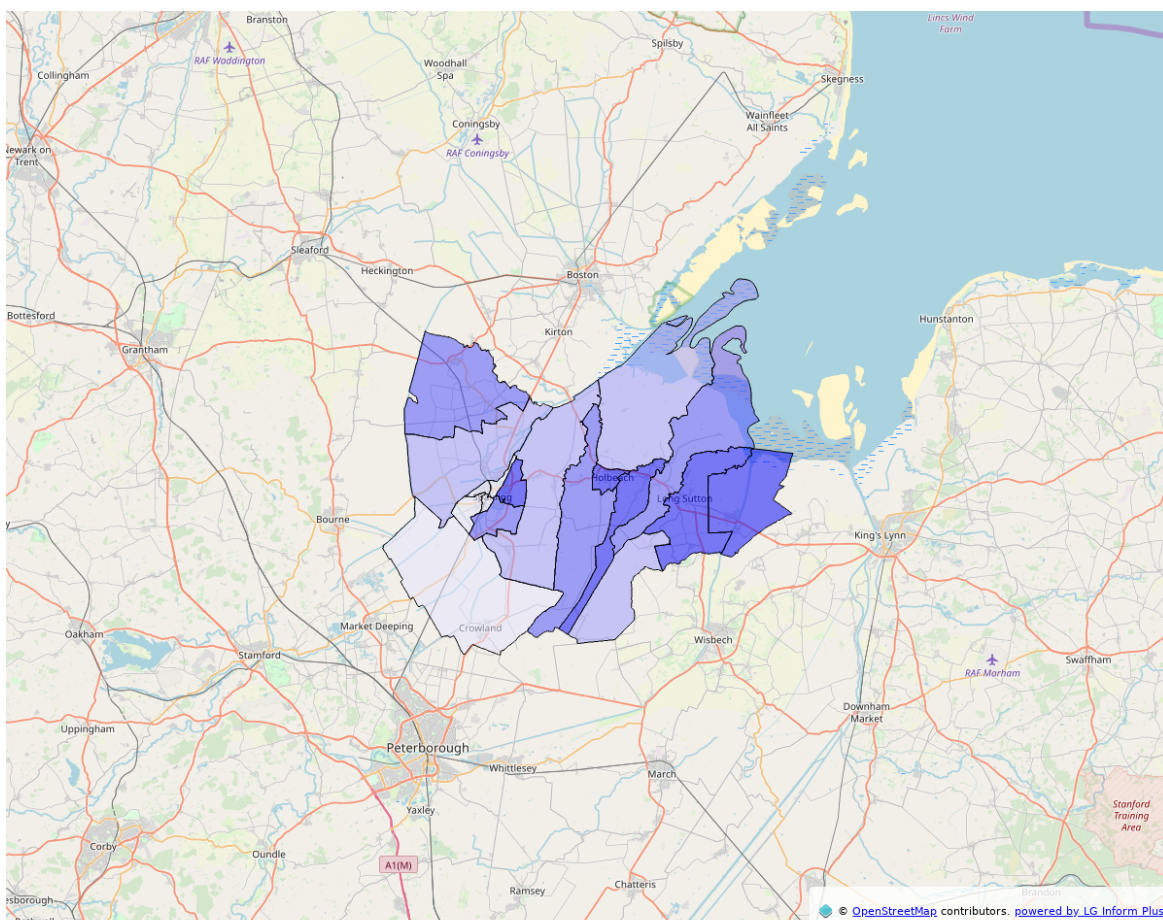 Branston
Lincs Wind
Farm
RAF Waddington
Spilsby
Woodhall
Spa
Collingham
Skegness
Wainfleet
All Saints
Coningsby
RAF Coningsby
Newark on
Trent
Sleaford
Heckington
Boston
Bottesford
Hunstanton
Kirton
Grantham
Holbeach
Long Sutton
Bourne
King's Lynn
Market Deeping
Crowland
Oakham
Wisbech
Stamford
Swaffham
RAF Marham
Downham
Market
Uppingham
Peterborough
Whittlesey
March
Yaxley
Stanford
Training
Area
Corby
Oundle
A1(M)
Ramsey
Chatteris
Brandon
esborough
© OpenStreetMap contributors. powered by LG Inform Plus